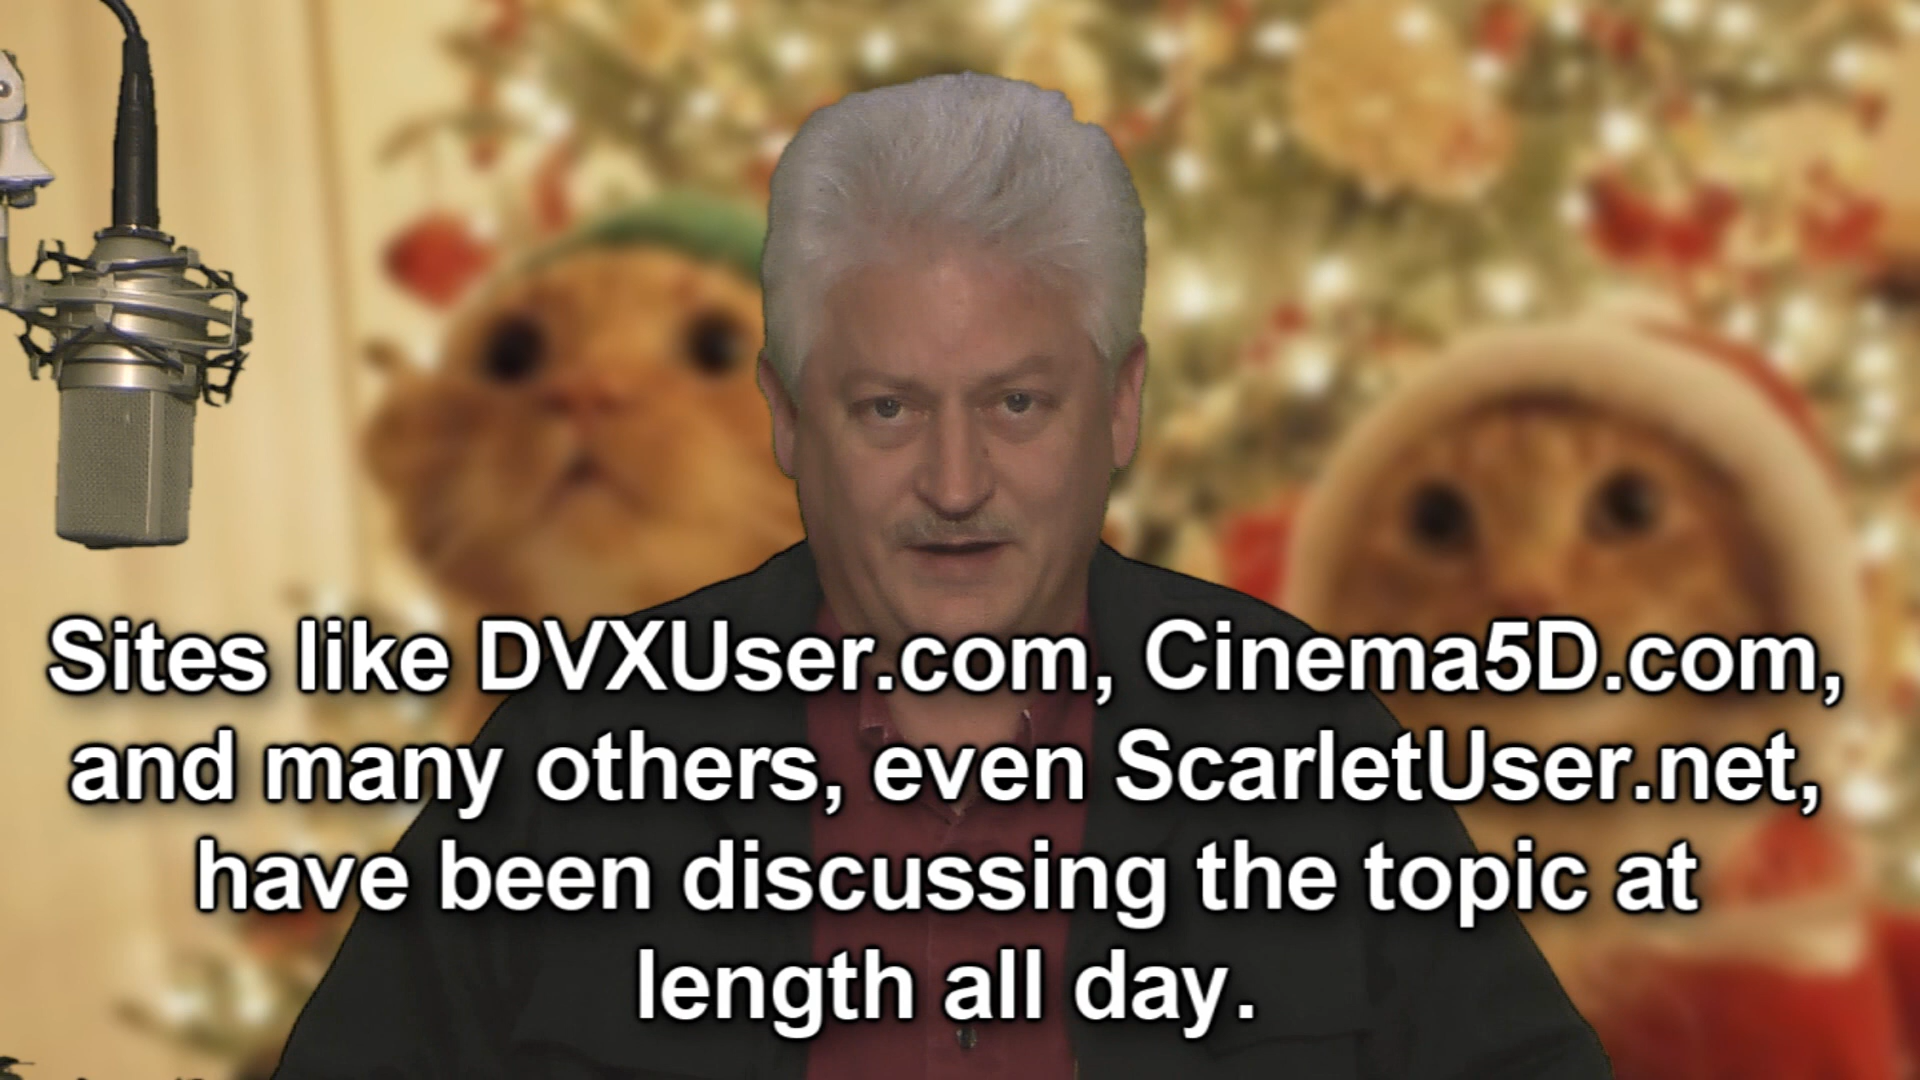 Sites like DVXUser.com, Cinema5D.com,
and many others, even ScarletUser.net,
have been discussing the topic at
length all day.